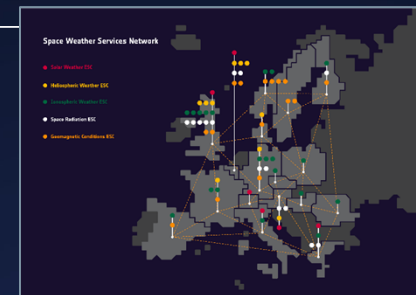 Space Weather Services Network
Solar Weather ESC
Heliospheric Weather ESC
Ionospheric Weather ESC
Space Radiation ESC
Geomagnetic Conditions ESC